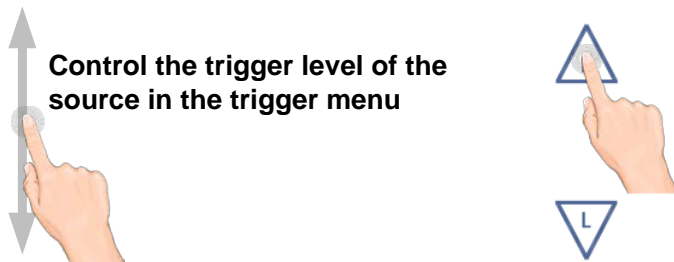 Control the trigger level of the
source in the trigger menu
L